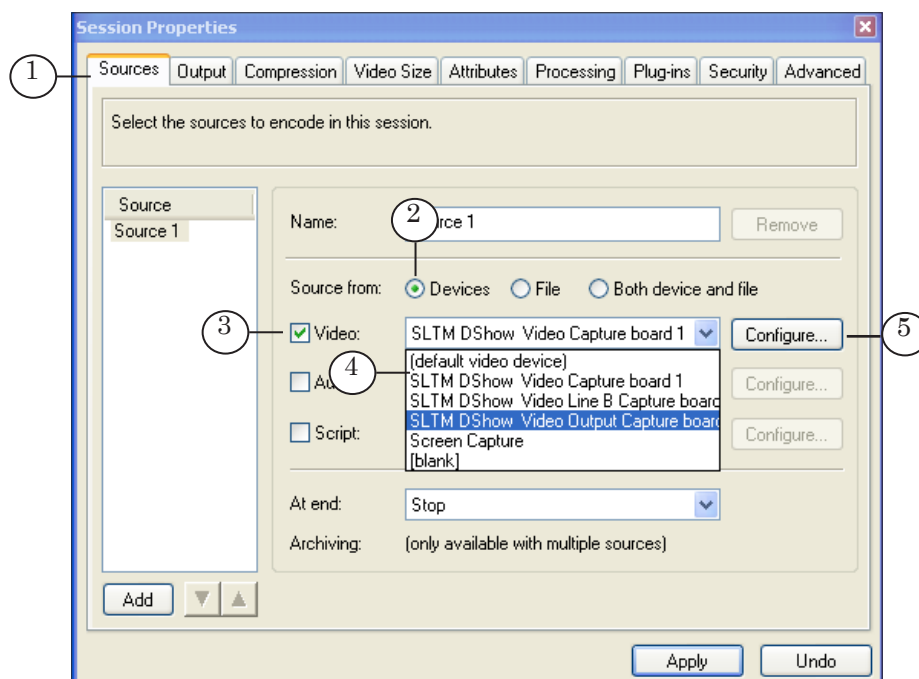 Session Properties
1
Sources Output Compression Video Size Attributes Processing Plug-ins Security Advanced
Select the sources to encode in this session.
Source
Source 1
2
Name: rce 1 Remove
Source from: Devices File Both device and file
3
Video: SLTM DShow Video Capture board 1 Configure... 5
4
(default video device)
Au
SLTM DShow Video Capture board 1 Configure...
SLTM DShow Video Line B Capture board
SLTM DShow Video Output Capture board
Script: Configure...
Screen Capture
[blank]
At end: Stop
Archiving: (only available with multiple sources)
Add
Apply Undo